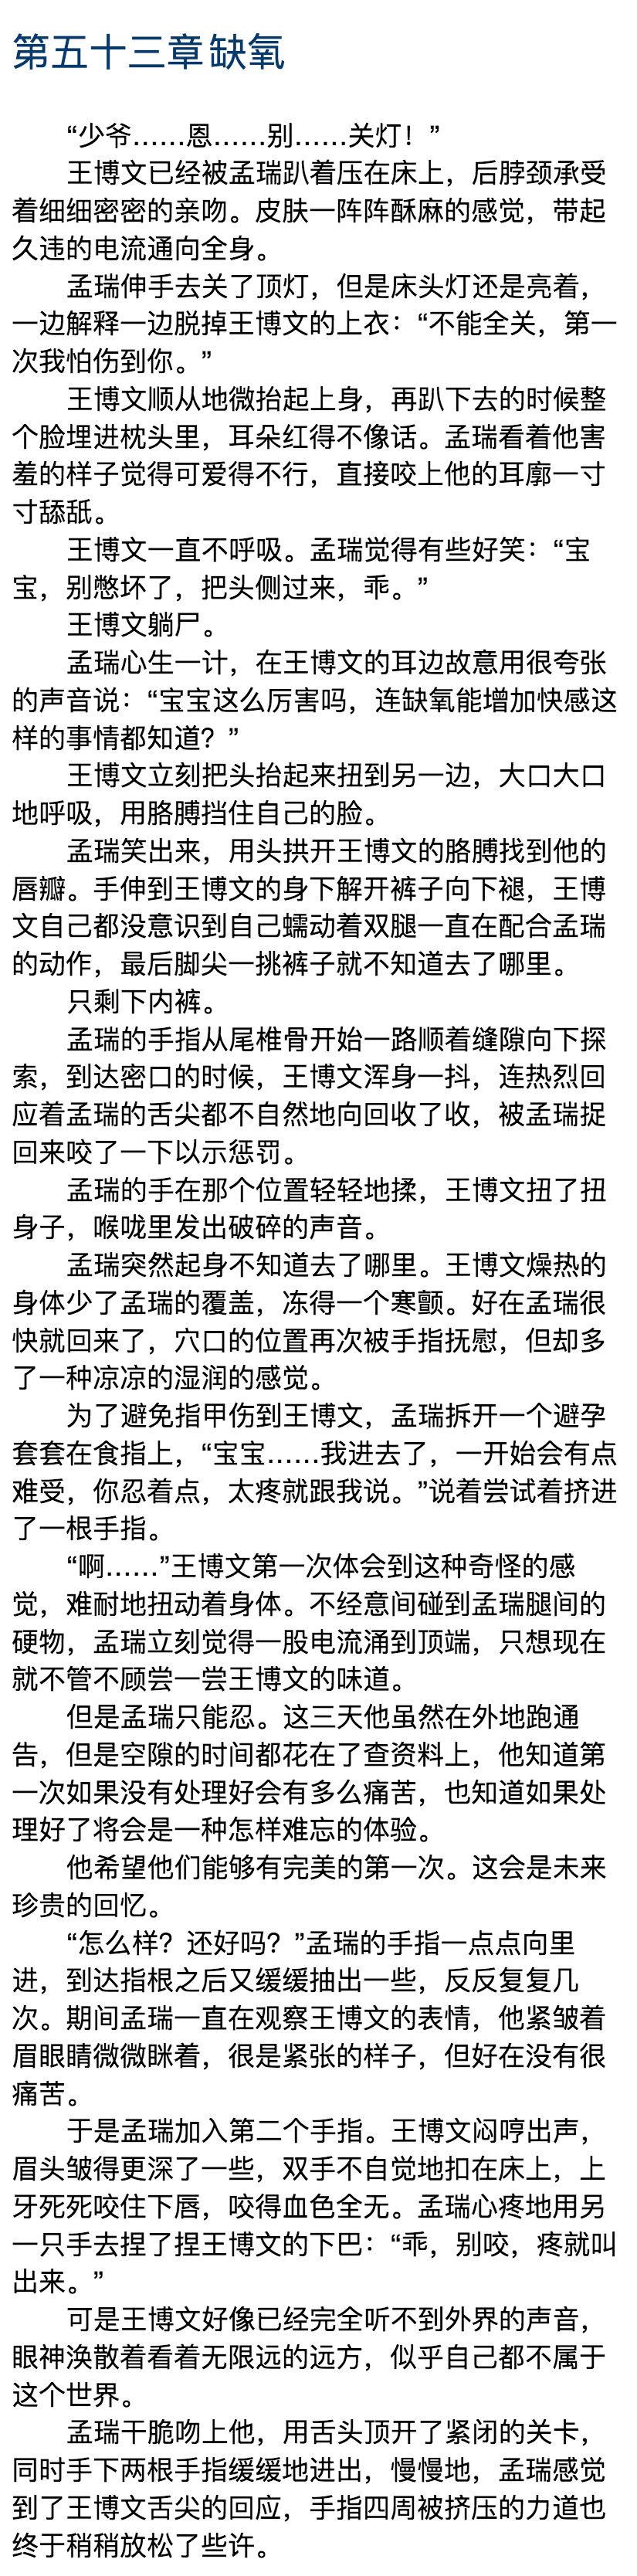 第五十三章 缺氧
“少爷……恩……别……关灯！”
王博文已经被孟瑞趴着压在床上，后脖颈承受
着细细密密的亲吻。皮肤一阵阵酥麻的感觉，带起
久违的电流通向全身。
孟瑞伸手去关了顶灯，但是床头灯还是亮着，
一边解释一边脱掉王博文的上衣：“不能全关，第一
次我怕伤到你。”
王博文顺从地微抬起上身，再趴下去的时候整
个脸埋进枕头里，耳朵红得不像话。孟瑞看着他害
羞的样子觉得可爱得不行，直接咬上他的耳廓一寸
寸舔舐。
王博文一直不呼吸。孟瑞觉得有些好笑：“宝
宝，别憋坏了，把头侧过来，乖。”
王博文躺尸。
孟瑞心生一计，在王博文的耳边故意用很夸张
的声音说：“宝宝这么厉害吗，连缺氧能增加快感这
样的事情都知道？”
王博文立刻把头抬起来扭到另一边，大口大口
地呼吸，用胳膊挡住自己的脸。
孟瑞笑出来，用头拱开王博文的胳膊找到他的
唇瓣。手伸到王博文的身下解开裤子向下褪，王博
文自己都没意识到自己蠕动着双腿一直在配合孟瑞
的动作，最后脚尖一挑裤子就不知道去了哪里。
只剩下内裤。
孟瑞的手指从尾椎骨开始一路顺着缝隙向下探
索，到达密口的时候，王博文浑身一抖，连热烈回
应着孟瑞的舌尖都不自然地向回收了收，被孟瑞捉
回来咬了一下以示惩罚。
孟瑞的手在那个位置轻轻地揉，王博文扭了扭
身子，喉咙里发出破碎的声音。
孟瑞突然起身不知道去了哪里。王博文燥热的
身体少了孟瑞的覆盖，冻得一个寒颤。好在孟瑞很
快就回来了，穴口的位置再次被手指抚慰，但却多
了一种凉凉的湿润的感觉。
为了避免指甲伤到王博文，孟瑞拆开一个避孕
套套在食指上，“宝宝……我进去了，一开始会有点
难受，你忍着点，太疼就跟我说。”说着尝试着挤进
了一根手指。
“啊……”王博文第一次体会到这种奇怪的感
觉，难耐地扭动着身体。不经意间碰到孟瑞腿间的
硬物，孟瑞立刻觉得一股电流涌到顶端，只想现在
就不管不顾尝一尝王博文的味道。
但是孟瑞只能忍。这三天他虽然在外地跑通
告，但是空隙的时间都花在了查资料上，他知道第
一次如果没有处理好会有多么痛苦，也知道如果处
理好了将会是一种怎样难忘的体验。
他希望他们能够有完美的第一次。这会是未来
珍贵的回忆。
“怎么样？还好吗？”孟瑞的手指一点点向里
进，到达指根之后又缓缓抽出一些，反反复复几
次。期间孟瑞一直在观察王博文的表情，他紧皱着
眉眼睛微微眯着，很是紧张的样子，但好在没有很
痛苦。
于是孟瑞加入第二个手指。王博文闷哼出声，
眉头皱得更深了一些，双手不自觉地扣在床上，上
牙死死咬住下唇，咬得血色全无。孟瑞心疼地用另
一只手去捏了捏王博文的下巴：“乖，别咬，疼就叫
出来。”
可是王博文好像已经完全听不到外界的声音，
眼神涣散着看着无限远的远方，似乎自己都不属于
这个世界。
孟瑞干脆吻上他，用舌头顶开了紧闭的关卡，
同时手下两根手指缓缓地进出，慢慢地，孟瑞感觉
到了王博文舌尖的回应，手指四周被挤压的力道也
终于稍稍放松了些许。